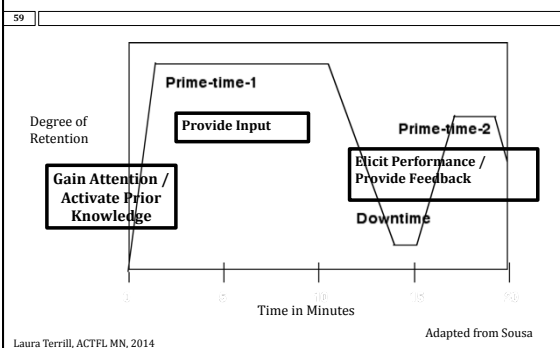 59
Prime-time-1
Degree of
Retention
Provide Input
Prime-time-2
Elicit Performance /
Provide Feedback
Gain Attention /
Activate Prior
Knowledge
Downtime
Time in Minutes
Adapted from Sousa
Laura Terrill, ACTFL MN, 2014